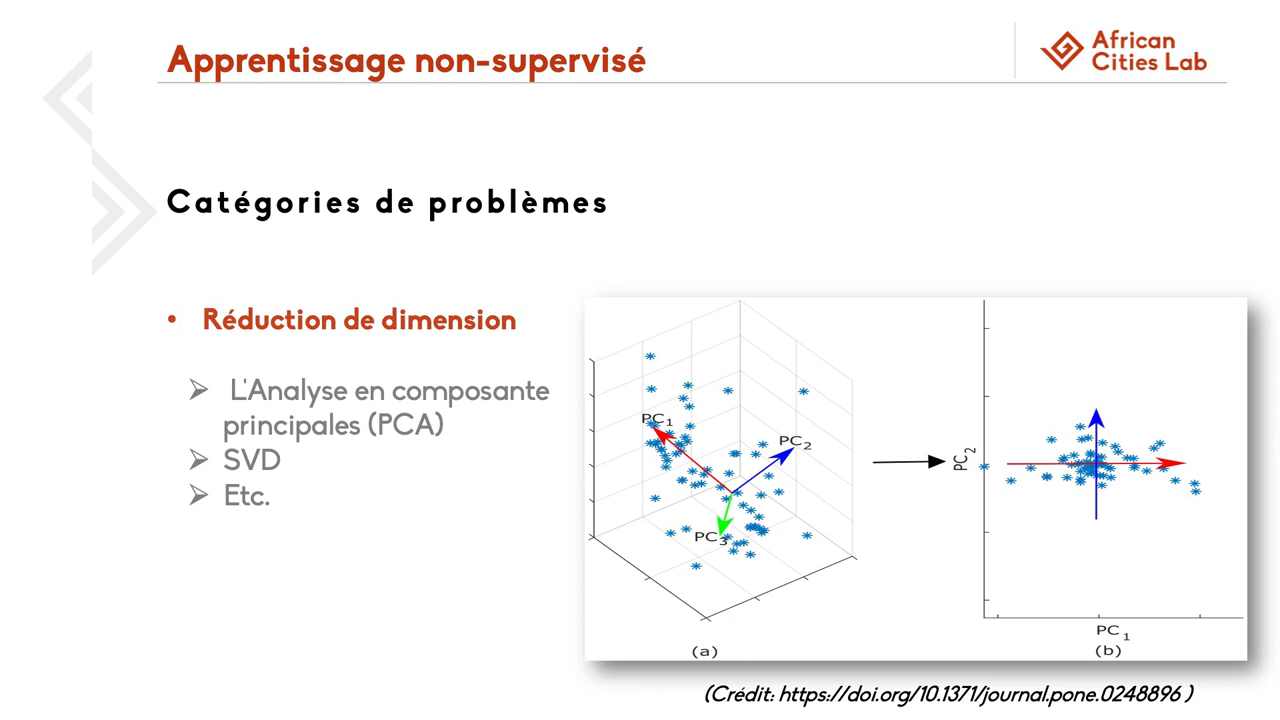 Apprentissage non-supervisé
African
Cities Lab
Catégories de problèmes
• Réduction de dimension
➢ L'Analyse en composante
principales (PCA)
➢ SVD
➢ Etc.
PC1
PC2
PC3
(a)
PC2
PC1
(b)
(Crédit: https://doi.org/10.1371/journal.pone.0248896 )